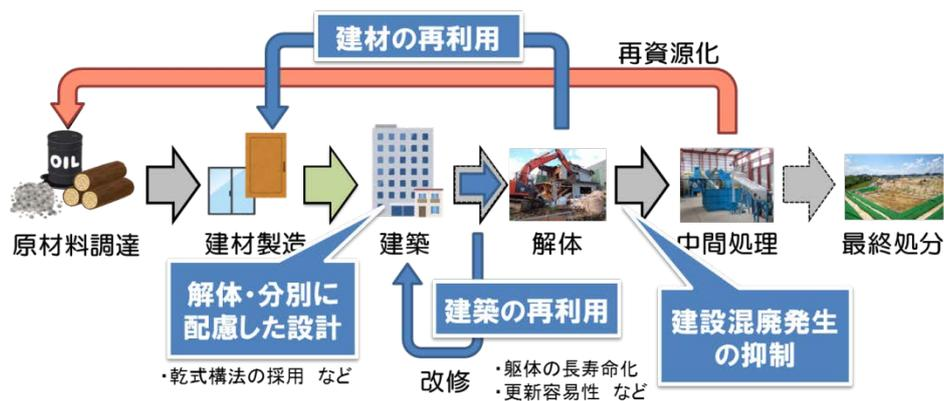 建材の再利用
再資源化
OIL
原材料調達
建材製造
建築
解体
中間処理
最終処分
解体・分別に
配慮した設計
・乾式構法の採用 など
建築の再利用
改修
・躯体の長寿命化
・更新容易性 など
建設混廃発生
の抑制